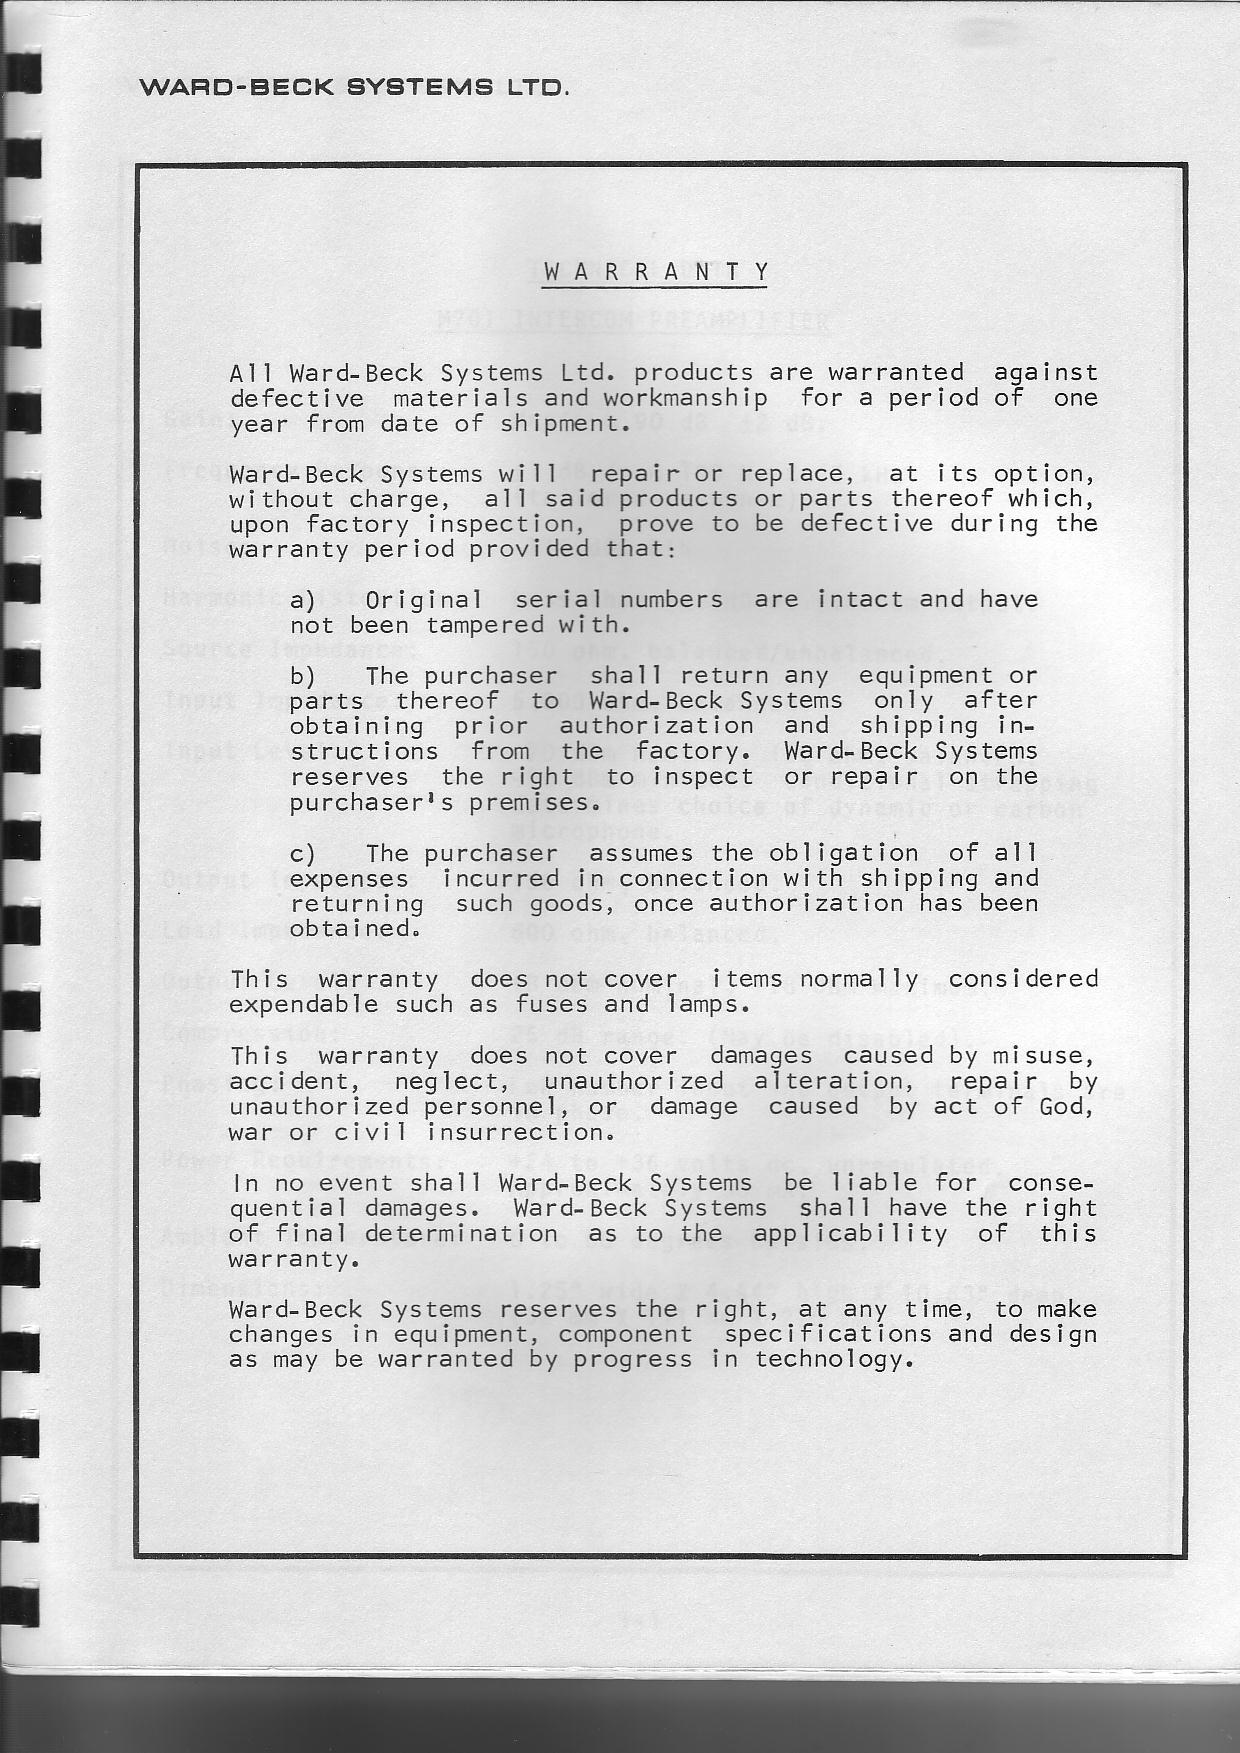 WARD-BECK SYSTEMS LTD.
WARRANTY
M201 INTERCOM PREAMPLIFIER
All Ward-Beck Systems Ltd. products are warranted against
defective materials and workmanship for a period of one
year from date of shipment.
Ward-Beck Systems will repair or replace, at its option,
without charge, all said products or parts thereof which,
upon factory inspection, prove to be defective during the
warranty period provided that:
a) Original serial numbers are intact and have
not been tampered with.
b) The purchaser shall return any equipment or
parts thereof to Ward-Beck Systems only after
obtaining prior authorization and shipping in-
structions from the factory. Ward-Beck Systems
reserves the right to inspect or repair on the
purchaser's premises.
c) The purchaser assumes the obligation of all
expenses incurred in connection with shipping and
returning such goods, once authorization has been
obtained.
This warranty does not cover items normally considered
expendable such as fuses and lamps.
This warranty does not cover damages caused by misuse,
accident, neglect, unauthorized alteration, repair by
unauthorized personnel, or damage caused by act of God,
war or civil insurrection.
In no event shall Ward-Beck Systems be liable for conse-
quential damages. Ward-Beck Systems shall have the right
of final determination as to the applicability of this
warranty.
Ward-Beck Systems reserves the right, at any time, to make
changes in equipment, component specifications and design
as may be warranted by progress in technology.